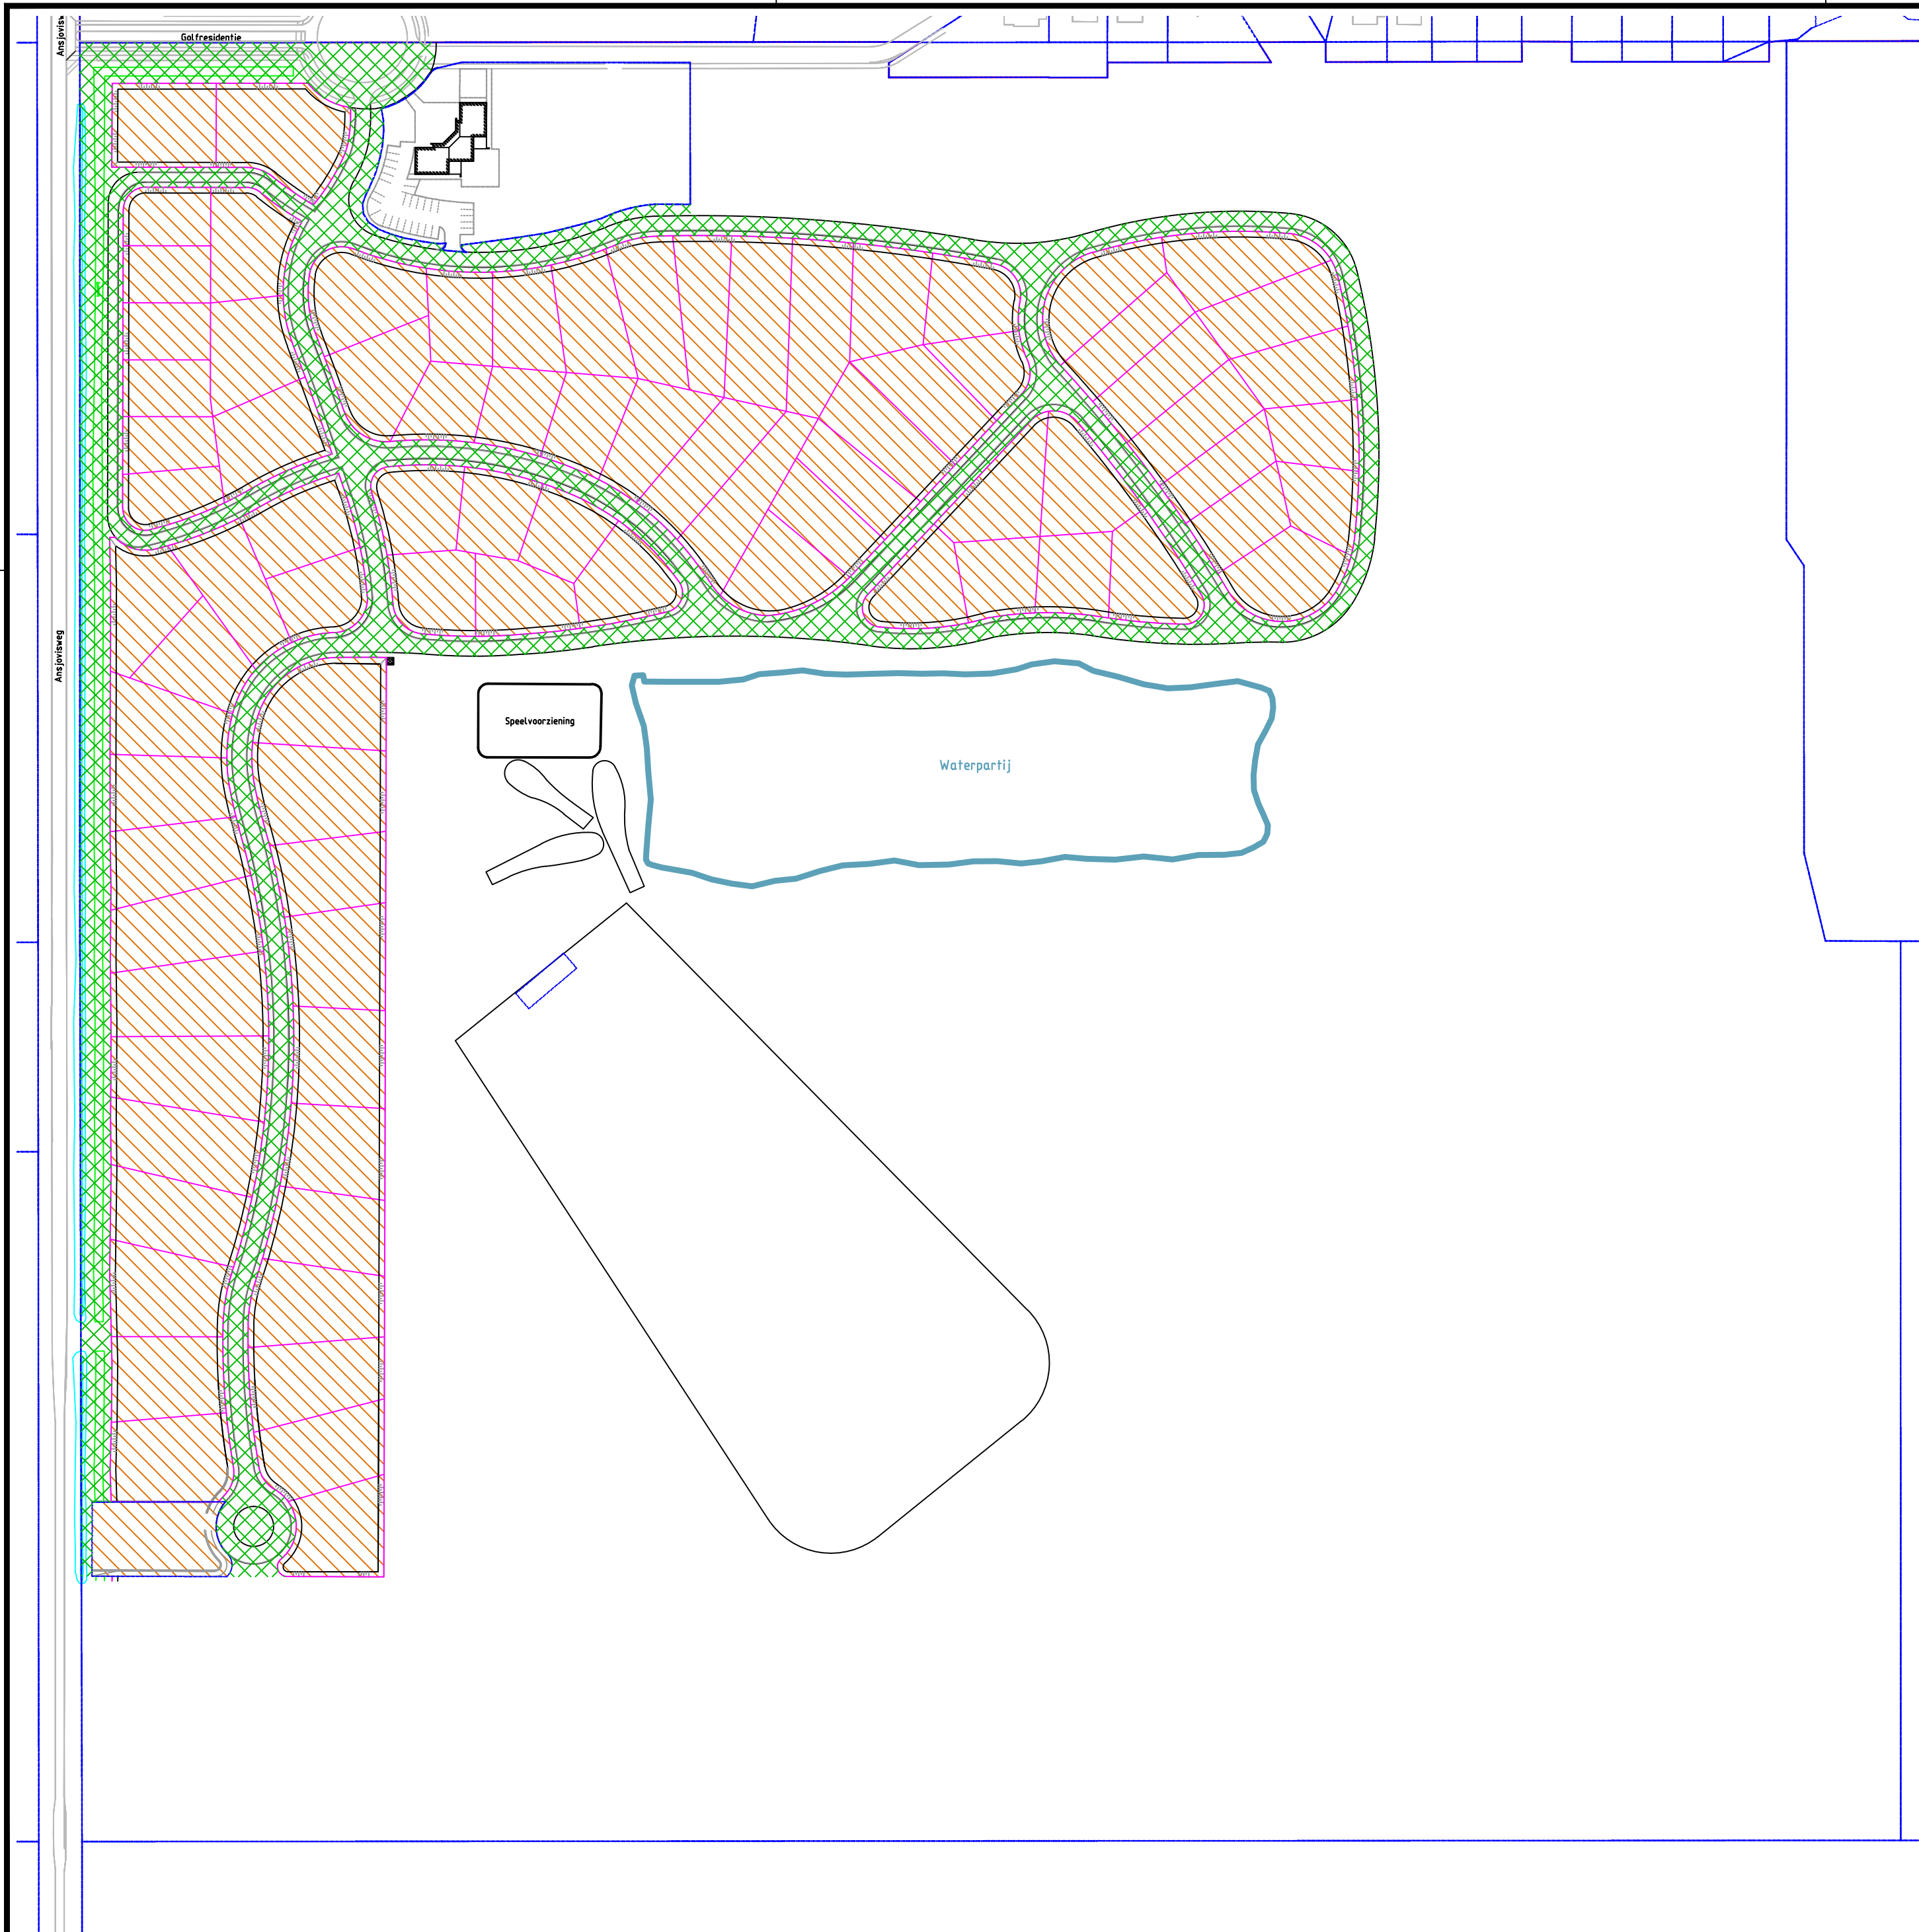 Ansjovisw
Golfresidentie
Ansjovisweg
Speelvoorziening
Waterpartij